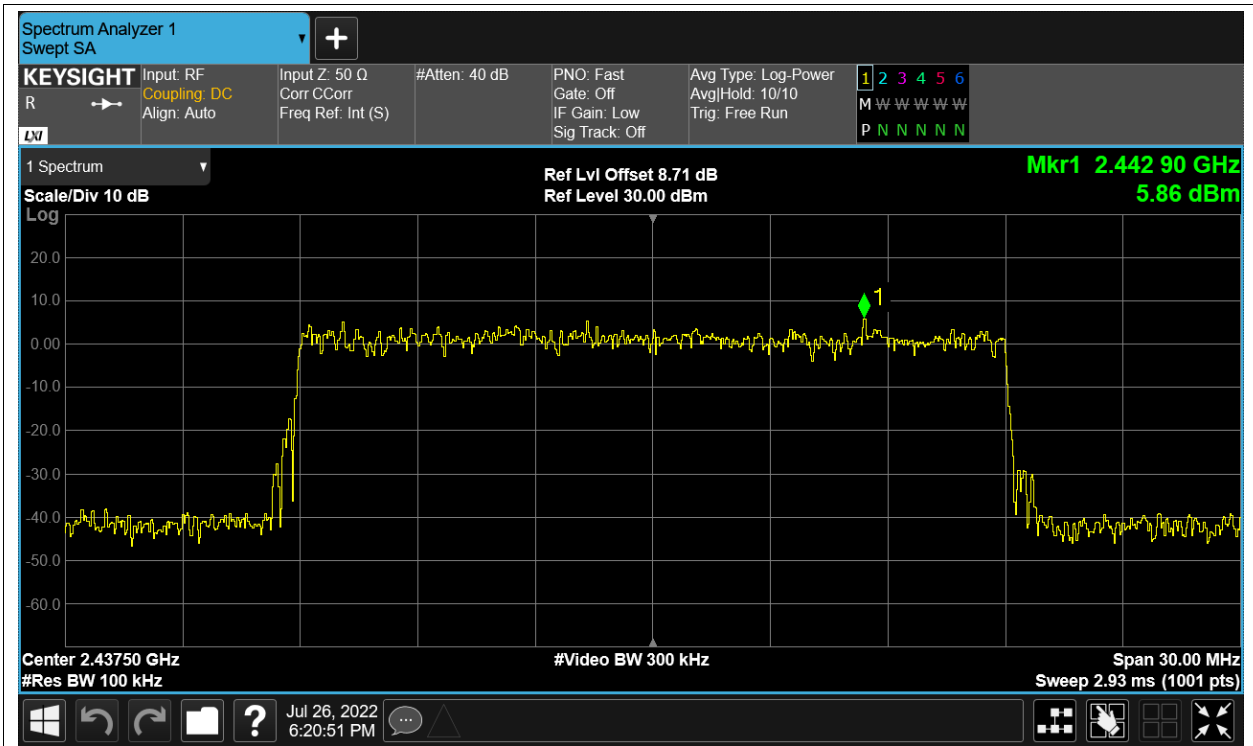 Spectrum Analyzer 1
Swept SA
KEYSIGHT
R
LXI
Input: RF
Coupling: DC
Align: Auto
Input Z: 50 Ω
Corr CCorr
Freq Ref: Int (S)
#Atten: 40 dB
PNO: Fast
Gate: Off
IF Gain: Low
Sig Track: Off
Avg Type: Log-Power
Avg|Hold: 10/10
Trig: Free Run
1 2 3 4 5 6
M W W W W W
P N N N N N
1 Spectrum
Scale/Div 10 dB
Log
Ref Lvl Offset 8.71 dB
Ref Level 30.00 dBm
Mkr1 2.442 90 GHz
5.86 dBm
20.0
10.0
1
0.00
-10.0
-20.0
-30.0
-40.0
-50.0
-60.0
Center 2.43750 GHz
#Video BW 300 kHz
Span 30.00 MHz
#Res BW 100 kHz
Sweep 2.93 ms (1001 pts)
?
Jul 26, 2022
6:20:51 PM